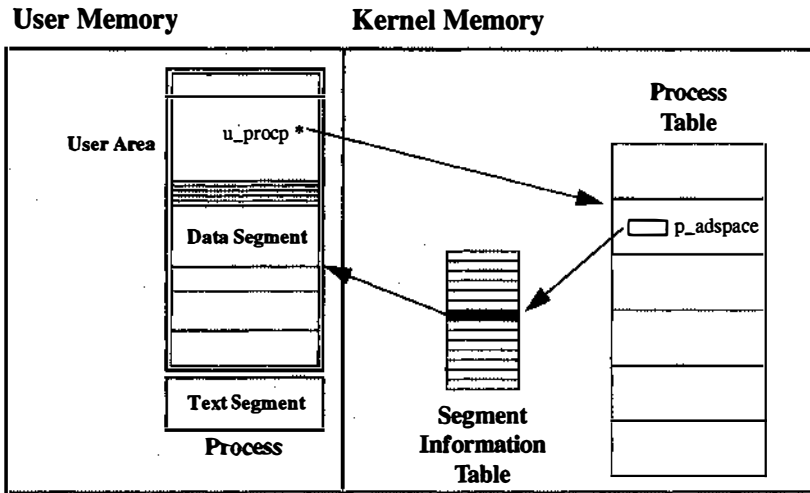 User Memory
Kernel Memory
User Area
u_procp *
Data Segment
Text Segment
Process
Process
Table
p_adspace
Segment
Information
Table